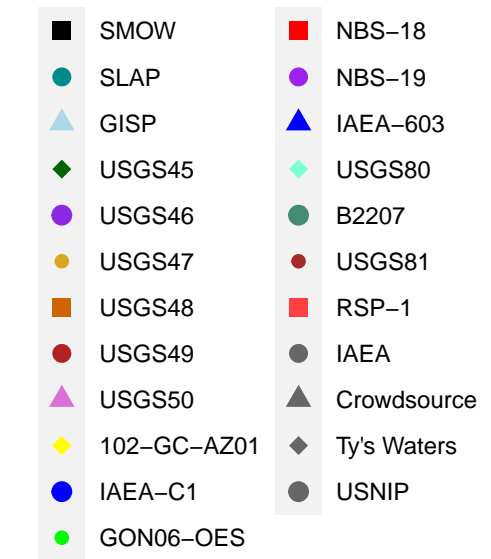 SMOW
SLAP
GISP
USGS45
USGS46
USGS47
USGS48
USGS49
USGS50
102−GC−AZ01
IAEA−C1
GON06−OES
NBS−18
NBS−19
IAEA−603
USGS80
B2207
USGS81
RSP−1
IAEA
Crowdsource
Ty's Waters
USNIP